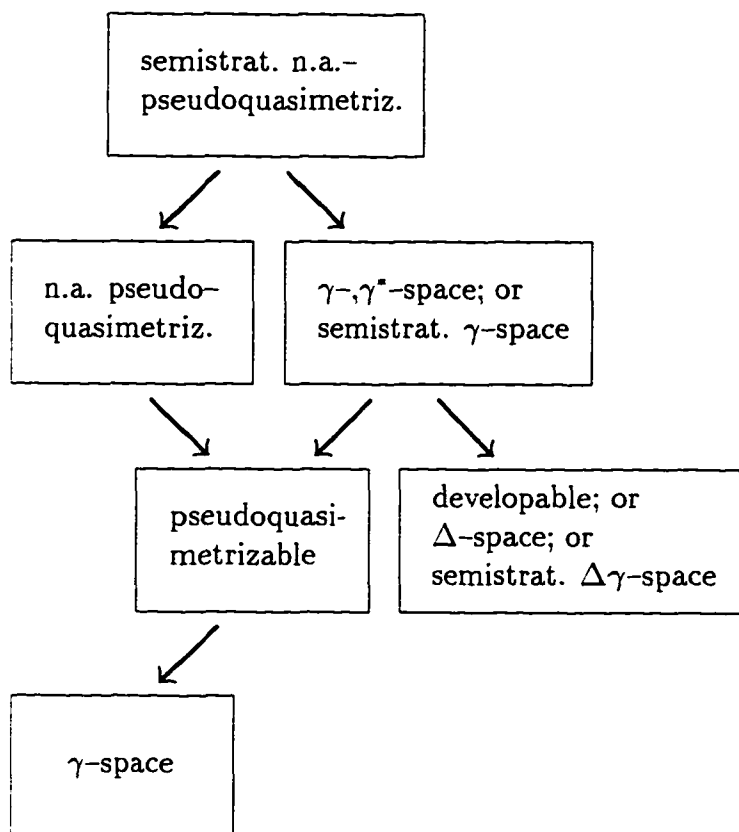 semistrat. n.a.–
pseudoquasimetriz.
n.a. pseudo–
quasimetriz.
γ–,γ*–space; or
semistrat. γ–space
pseudoquasi-
metrizable
developable; or
Δ–space; or
semistrat. Δγ–space
γ–space